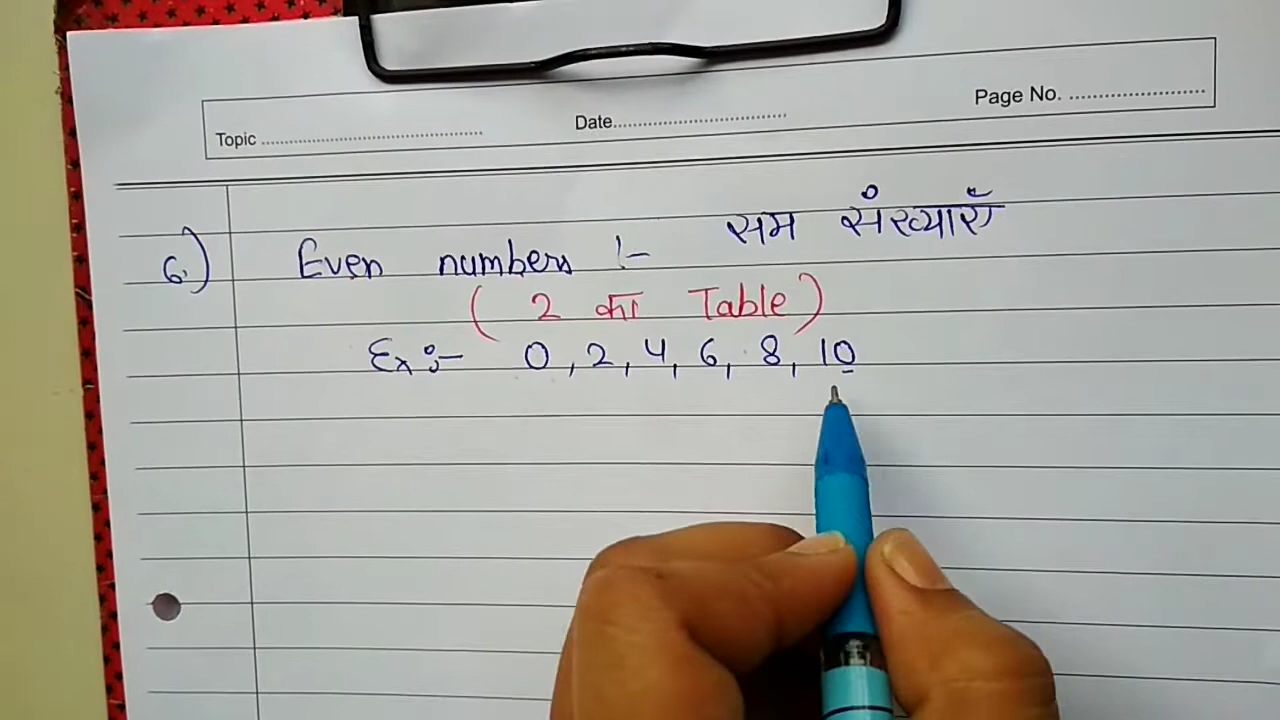 Topic ........................................ Date................................ Page No. ........................
6.) Even numbers :- सम संख्याएँ
( 2 का Table )
Ex :- 0, 2, 4, 6, 8, 10